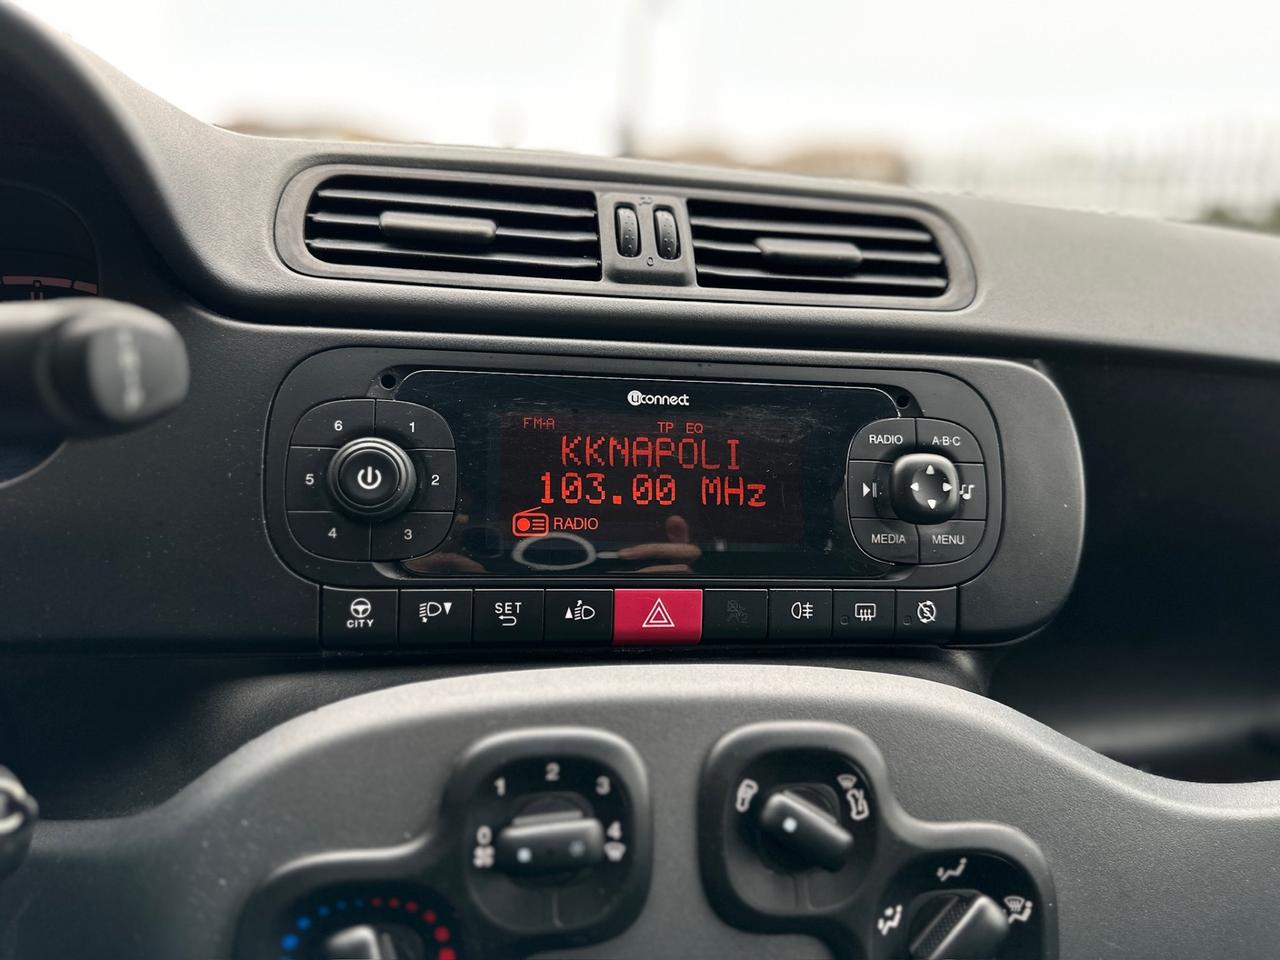 uconnect
FM-A TP EQ
KKNAPOLI
103.00 MHz
RADIO
6 1
5 2
4 3
RADIO A·B·C
MEDIA MENU
CITY
SET
1 2 3
0 4